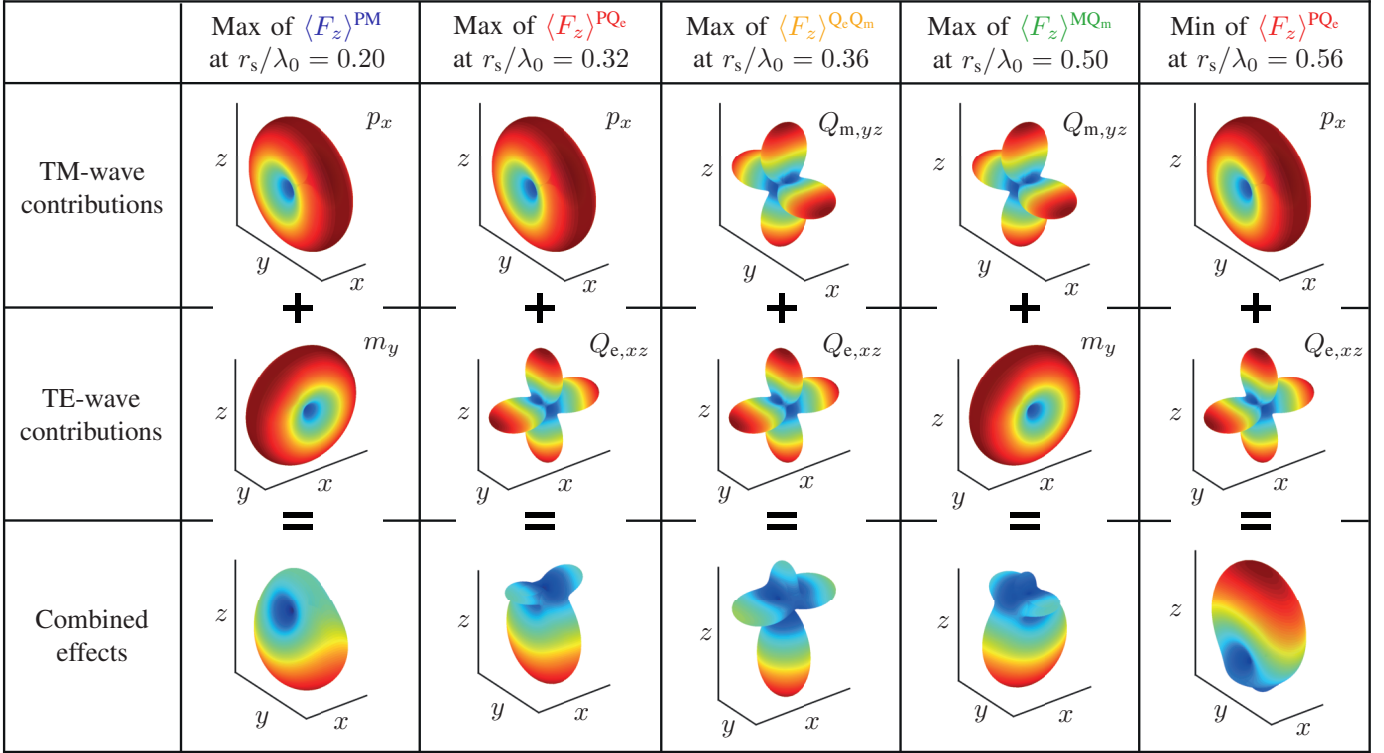 Max of ⟨F_z⟩^PM
at r_s/λ_0 = 0.20
Max of ⟨F_z⟩^PQ_e
at r_s/λ_0 = 0.32
Max of ⟨F_z⟩^Q_eQ_m
at r_s/λ_0 = 0.36
Max of ⟨F_z⟩^MQ_m
at r_s/λ_0 = 0.50
Min of ⟨F_z⟩^PQ_e
at r_s/λ_0 = 0.56
TM-wave
contributions
p_x
z
y
x
p_x
z
y
x
Q_m,yz
z
y
x
Q_m,yz
z
y
x
p_x
z
y
x
+ + + + +
TE-wave
contributions
m_y
z
y
x
Q_e,xz
z
y
x
Q_e,xz
z
y
x
m_y
z
y
x
Q_e,xz
z
y
x
= = = = =
Combined
effects
z
y
x
z
y
x
z
y
x
z
y
x
z
y
x